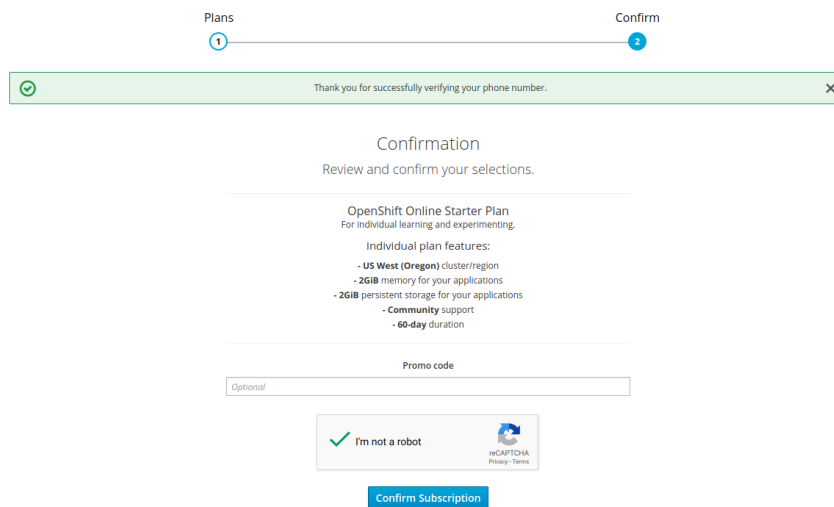 Plans
Confirm
1
2
Thank you for successfully verifying your phone number.
Confirmation
Review and confirm your selections.
OpenShift Online Starter Plan
For individual learning and experimenting.
Individual plan features:
- US West (Oregon) cluster/region
- 2GiB memory for your applications
- 2GiB persistent storage for your applications
- Community support
- 60-day duration
Promo code
Optional
I'm not a robot
reCAPTCHA
Privacy - Terms
Confirm Subscription